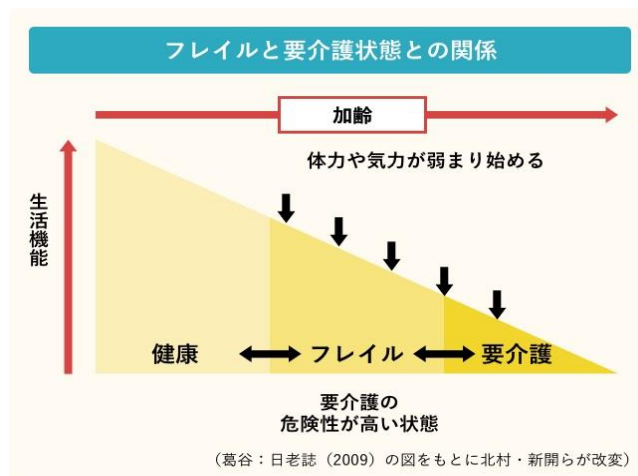 フレイルと要介護状態との関係
加齢
体力や気力が弱まり始める
生活機能
健康
フレイル
要介護
要介護の
危険性が高い状態
（葛谷：日老誌（2009）の図をもとに北村・新開らが改変）